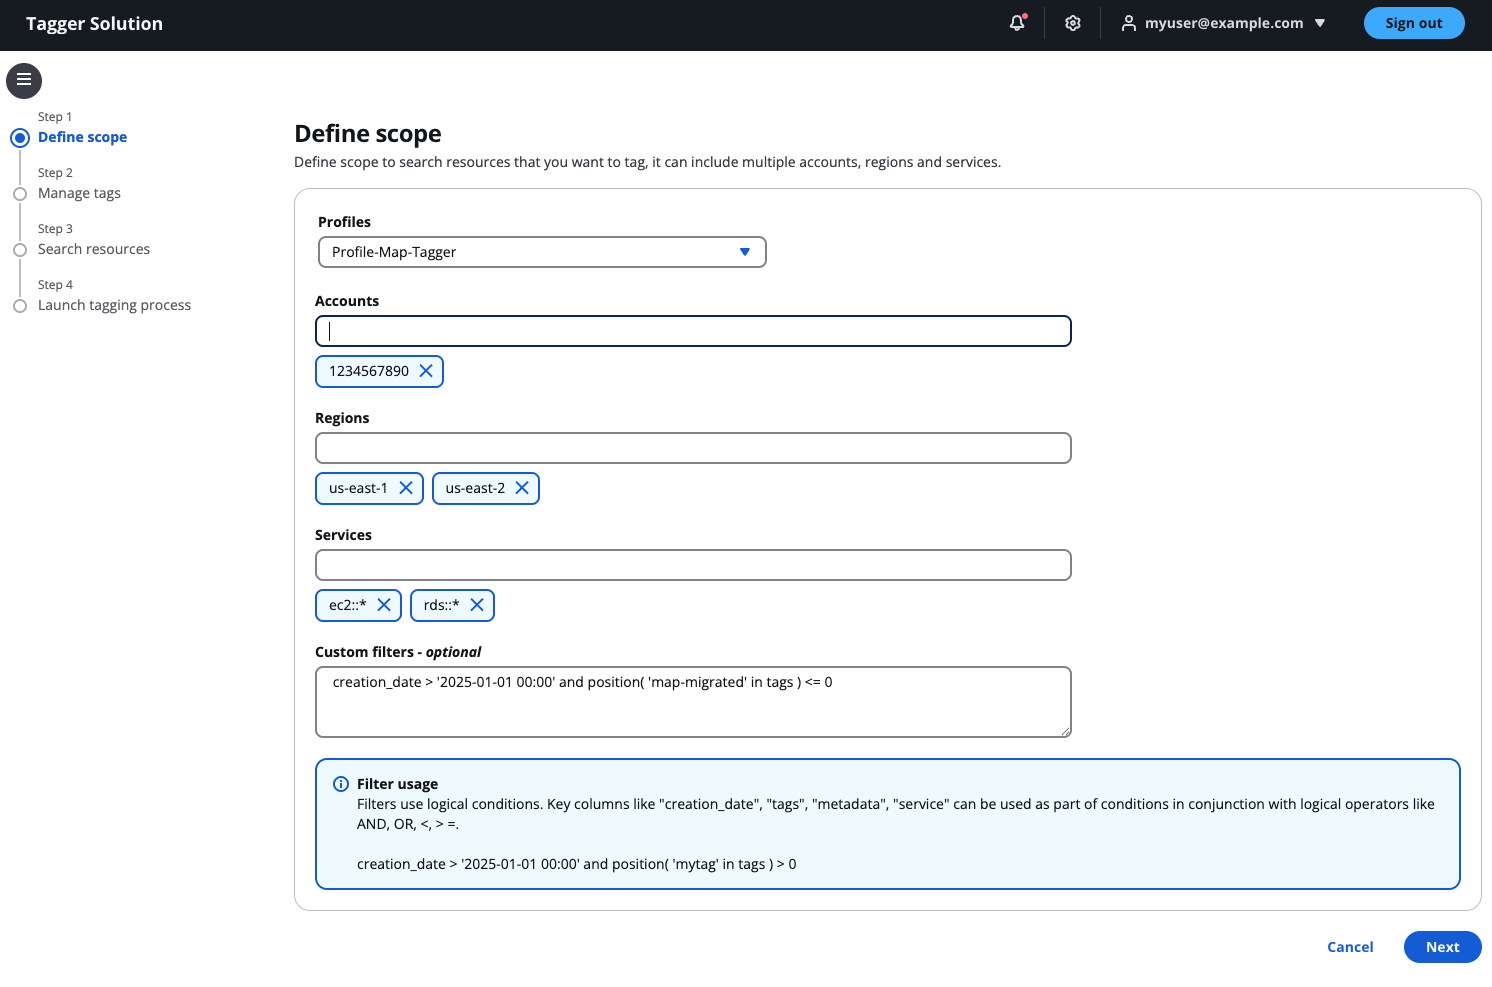 Tagger Solution
myuser@example.com
Sign out
Step 1
Define scope
Step 2
Manage tags
Step 3
Search resources
Step 4
Launch tagging process
Define scope
Define scope to search resources that you want to tag, it can include multiple accounts, regions and services.
Profiles
Profile-Map-Tagger
Accounts
1234567890
Regions
us-east-1 us-east-2
Services
ec2::* rds::*
Custom filters - optional
creation_date > '2025-01-01 00:00' and position( 'map-migrated' in tags ) <= 0
Filter usage
Filters use logical conditions. Key columns like "creation_date", "tags", "metadata", "service" can be used as part of conditions in conjunction with logical operators like
AND, OR, <, > =.
creation_date > '2025-01-01 00:00' and position( 'mytag' in tags ) > 0
Cancel
Next